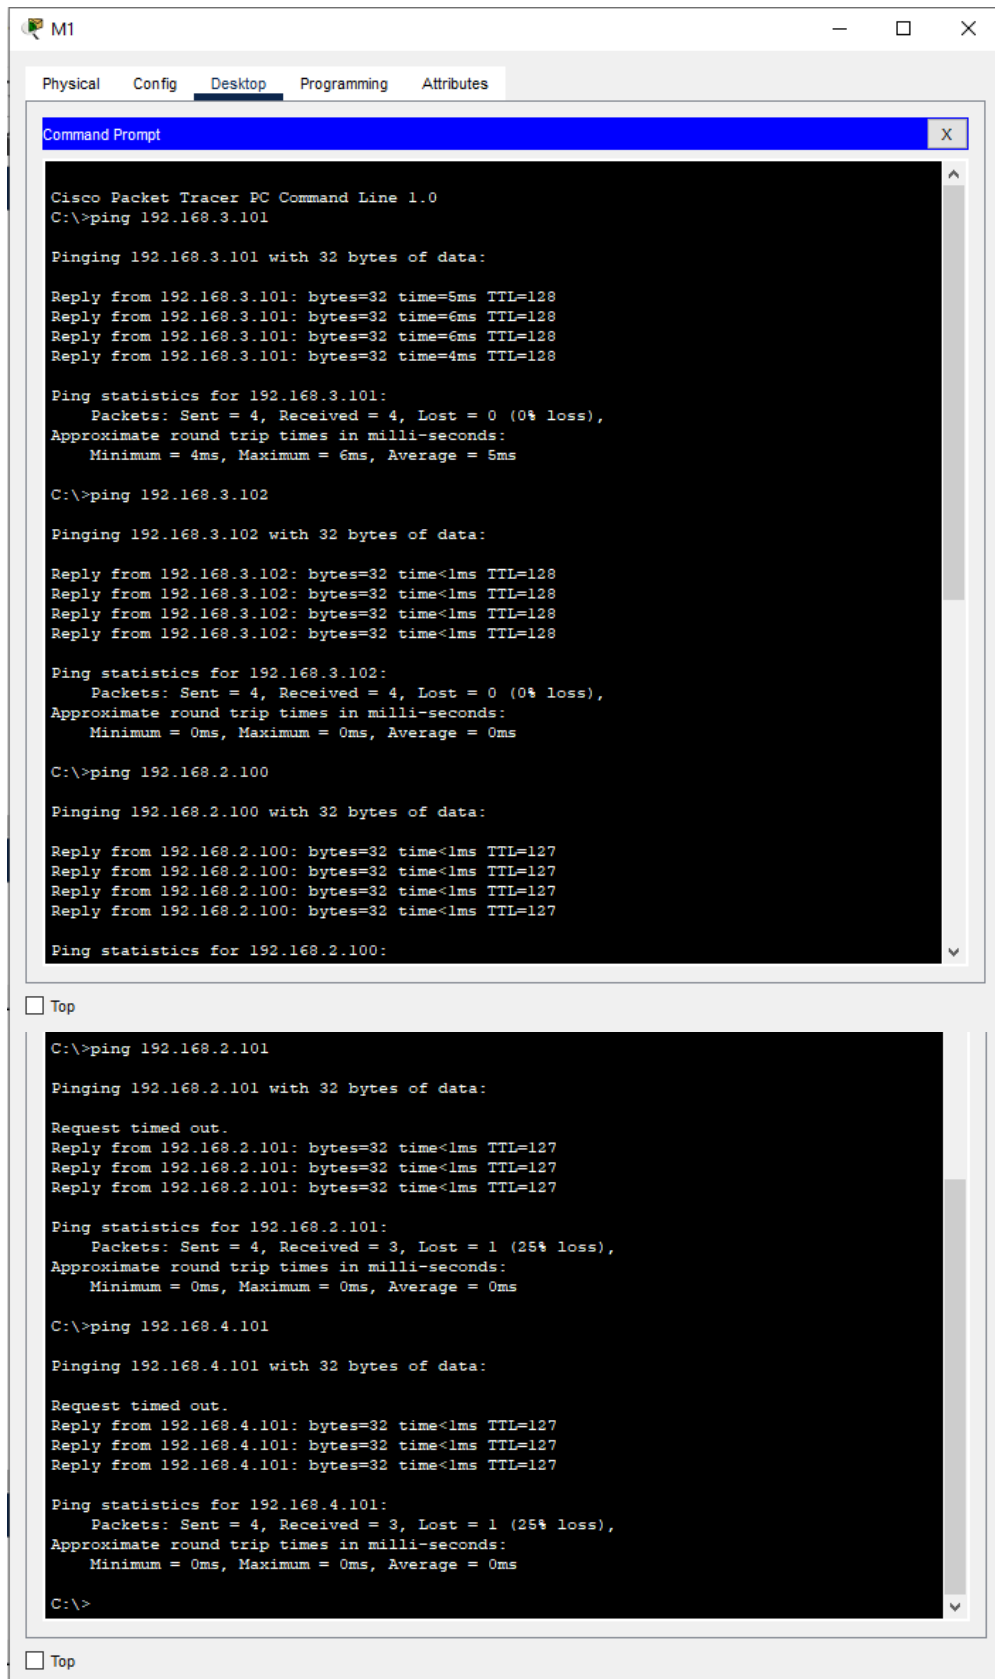 M1
Physical Config Desktop Programming Attributes
Command Prompt X
Cisco Packet Tracer PC Command Line 1.0
C:\>ping 192.168.3.101
Pinging 192.168.3.101 with 32 bytes of data:
Reply from 192.168.3.101: bytes=32 time=5ms TTL=128
Reply from 192.168.3.101: bytes=32 time=6ms TTL=128
Reply from 192.168.3.101: bytes=32 time=6ms TTL=128
Reply from 192.168.3.101: bytes=32 time=4ms TTL=128
Ping statistics for 192.168.3.101:
Packets: Sent = 4, Received = 4, Lost = 0 (0% loss),
Approximate round trip times in milli-seconds:
Minimum = 4ms, Maximum = 6ms, Average = 5ms
C:\>ping 192.168.3.102
Pinging 192.168.3.102 with 32 bytes of data:
Reply from 192.168.3.102: bytes=32 time<1ms TTL=128
Reply from 192.168.3.102: bytes=32 time<1ms TTL=128
Reply from 192.168.3.102: bytes=32 time<1ms TTL=128
Reply from 192.168.3.102: bytes=32 time<1ms TTL=128
Ping statistics for 192.168.3.102:
Packets: Sent = 4, Received = 4, Lost = 0 (0% loss),
Approximate round trip times in milli-seconds:
Minimum = 0ms, Maximum = 0ms, Average = 0ms
C:\>ping 192.168.2.100
Pinging 192.168.2.100 with 32 bytes of data:
Reply from 192.168.2.100: bytes=32 time<1ms TTL=127
Reply from 192.168.2.100: bytes=32 time<1ms TTL=127
Reply from 192.168.2.100: bytes=32 time<1ms TTL=127
Reply from 192.168.2.100: bytes=32 time<1ms TTL=127
Ping statistics for 192.168.2.100:
Top
C:\>ping 192.168.2.101
Pinging 192.168.2.101 with 32 bytes of data:
Request timed out.
Reply from 192.168.2.101: bytes=32 time<1ms TTL=127
Reply from 192.168.2.101: bytes=32 time<1ms TTL=127
Reply from 192.168.2.101: bytes=32 time<1ms TTL=127
Ping statistics for 192.168.2.101:
Packets: Sent = 4, Received = 3, Lost = 1 (25% loss),
Approximate round trip times in milli-seconds:
Minimum = 0ms, Maximum = 0ms, Average = 0ms
C:\>ping 192.168.4.101
Pinging 192.168.4.101 with 32 bytes of data:
Request timed out.
Reply from 192.168.4.101: bytes=32 time<1ms TTL=127
Reply from 192.168.4.101: bytes=32 time<1ms TTL=127
Reply from 192.168.4.101: bytes=32 time<1ms TTL=127
Ping statistics for 192.168.4.101:
Packets: Sent = 4, Received = 3, Lost = 1 (25% loss),
Approximate round trip times in milli-seconds:
Minimum = 0ms, Maximum = 0ms, Average = 0ms
C:\>
Top